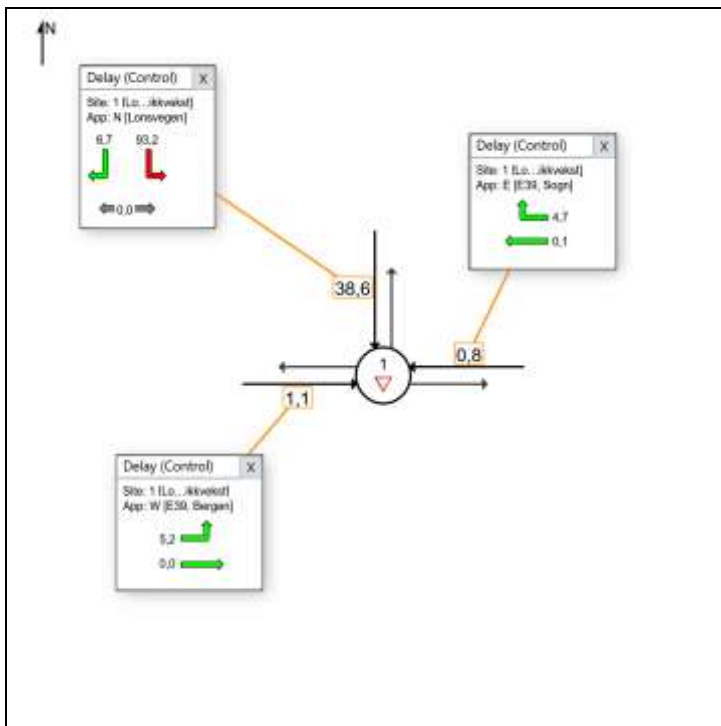 N
Delay (Control) X
Site: 1 [Lo...ikkvekst]
App: N [Lonsvegen]
6,7 93,2
0,0
Delay (Control) X
Site: 1 [Lo...ikkvekst]
App: E [E39, Sogn]
4,7
0,1
38,6
0,8
1
1,1
Delay (Control) X
Site: 1 [Lo...ikkvekst]
App: W [E39, Bergen]
5,2
0,0